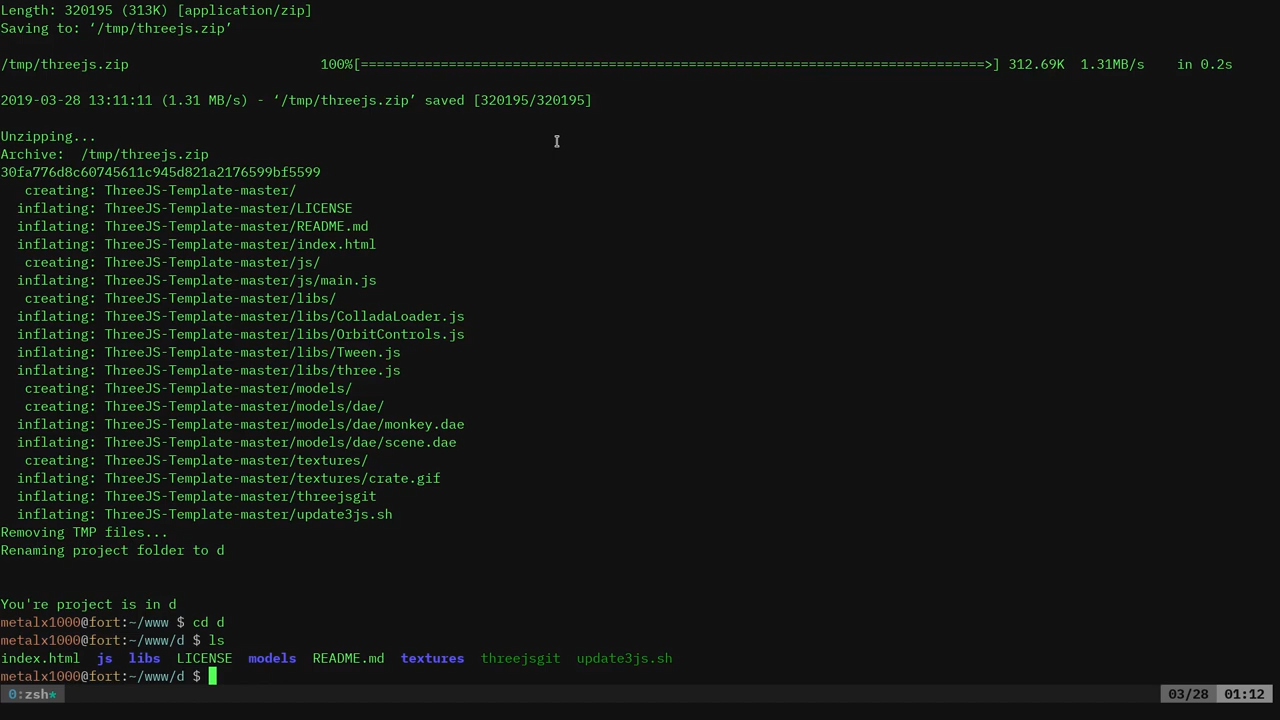 Length: 320195 (313K) [application/zip]
Saving to: ‘/tmp/threejs.zip’
/tmp/threejs.zip 100%[==============================================================================>] 312.69K 1.31MB/s in 0.2s
2019-03-28 13:11:11 (1.31 MB/s) - ‘/tmp/threejs.zip’ saved [320195/320195]
Unzipping...
Archive: /tmp/threejs.zip
30fa776d8c60745611c945d821a2176599bf5599
creating: ThreeJS-Template-master/
inflating: ThreeJS-Template-master/LICENSE
inflating: ThreeJS-Template-master/README.md
inflating: ThreeJS-Template-master/index.html
creating: ThreeJS-Template-master/js/
inflating: ThreeJS-Template-master/js/main.js
creating: ThreeJS-Template-master/libs/
inflating: ThreeJS-Template-master/libs/ColladaLoader.js
inflating: ThreeJS-Template-master/libs/OrbitControls.js
inflating: ThreeJS-Template-master/libs/Tween.js
inflating: ThreeJS-Template-master/libs/three.js
creating: ThreeJS-Template-master/models/
creating: ThreeJS-Template-master/models/dae/
inflating: ThreeJS-Template-master/models/dae/monkey.dae
inflating: ThreeJS-Template-master/models/dae/scene.dae
creating: ThreeJS-Template-master/textures/
inflating: ThreeJS-Template-master/textures/crate.gif
inflating: ThreeJS-Template-master/threejsgit
inflating: ThreeJS-Template-master/update3js.sh
Removing TMP files...
Renaming project folder to d
You're project is in d
metalx1000@fort:~/www $ cd d
metalx1000@fort:~/www/d $ ls
index.html js libs LICENSE models README.md textures threejsgit update3js.sh
metalx1000@fort:~/www/d $
0:zsh* 03/28 01:12